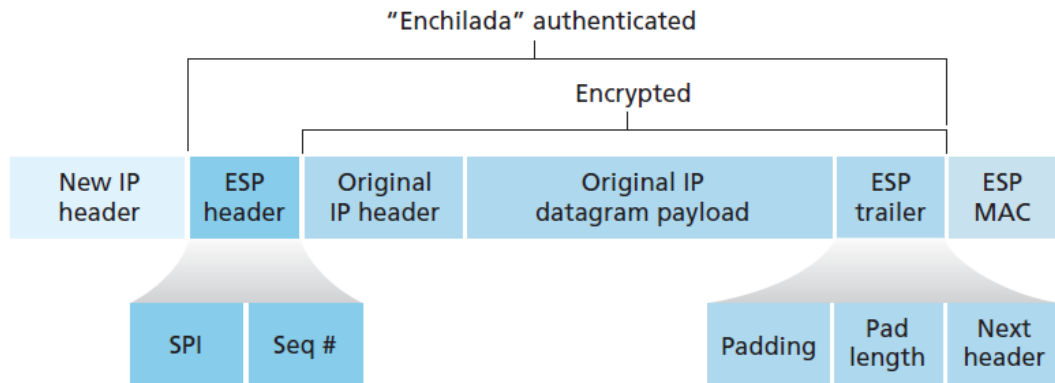 “Enchilada” authenticated
Encrypted
New IP
header
ESP
header
Original
IP header
Original IP
datagram payload
ESP
trailer
ESP
MAC
SPI
Seq #
Padding
Pad
length
Next
header